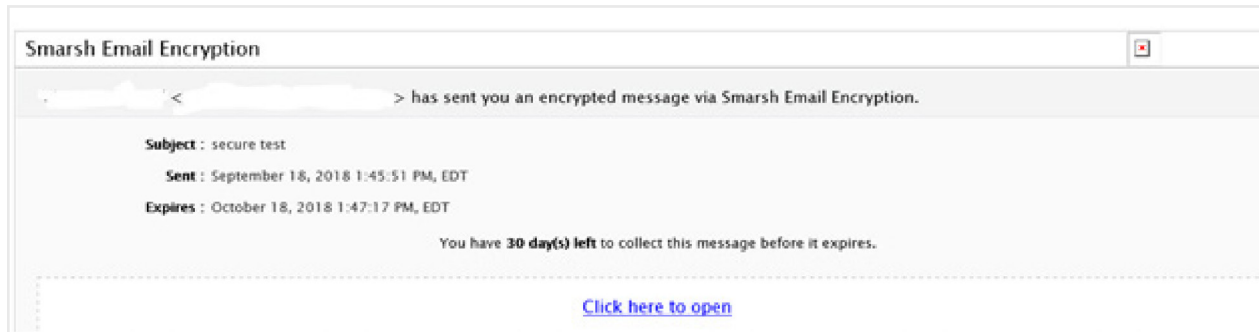 Smarsh Email Encryption
< > has sent you an encrypted message via Smarsh Email Encryption.
Subject : secure test
Sent : September 18, 2018 1:45:51 PM, EDT
Expires : October 18, 2018 1:47:17 PM, EDT
You have 30 day(s) left to collect this message before it expires.
Click here to open